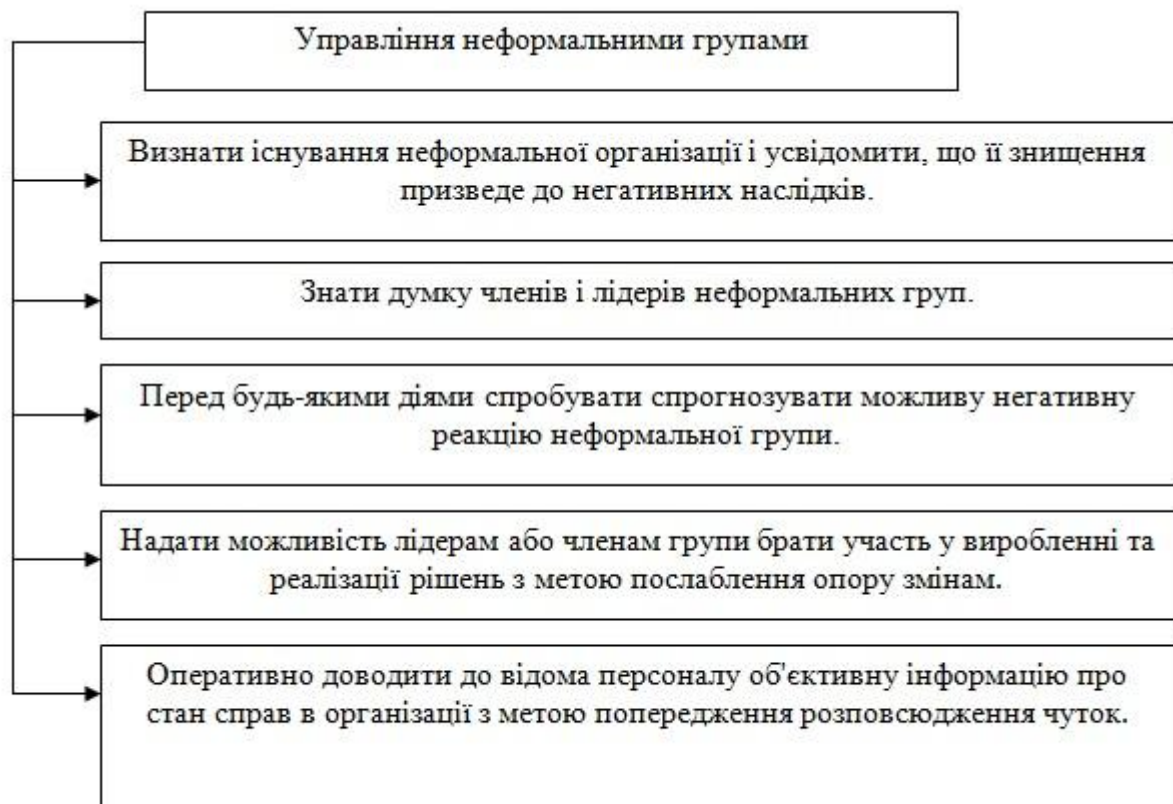 Управління неформальними групами
Визнати існування неформальної організації і усвідомити, що її знищення
призведе до негативних наслідків.
Знати думку членів і лідерів неформальних груп.
Перед будь-якими діями спробувати спрогнозувати можливу негативну
реакцію неформальної групи.
Надати можливість лідерам або членам групи брати участь у виробленні та
реалізації рішень з метою послаблення опору змінам.
Оперативно доводити до відома персоналу об'єктивну інформацію про
стан справ в організації з метою попередження розповсюдження чуток.